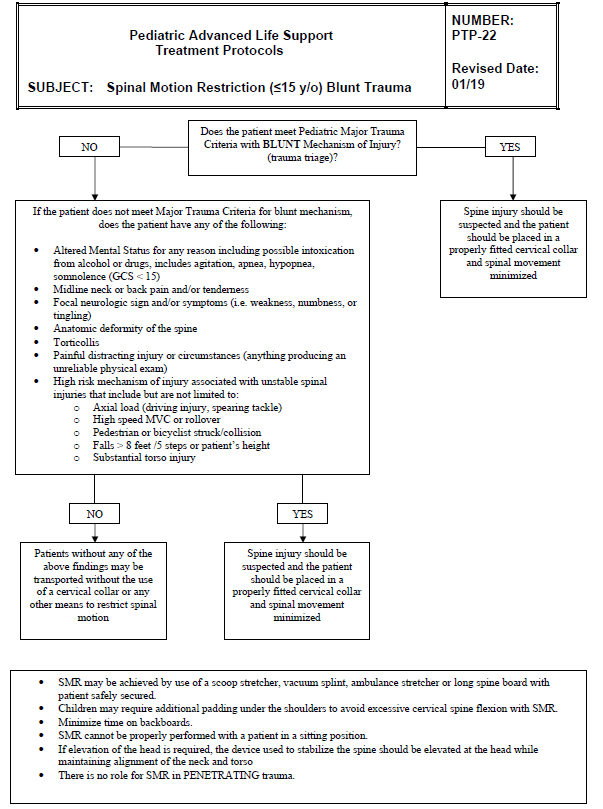 Pediatric Advanced Life Support
Treatment Protocols
SUBJECT: Spinal Motion Restriction (≤15 y/o) Blunt Trauma
NUMBER:
PTP-22
Revised Date:
01/19
Does the patient meet Pediatric Major Trauma
Criteria with BLUNT Mechanism of Injury?
(trauma triage)?
NO
YES
If the patient does not meet Major Trauma Criteria for blunt mechanism,
does the patient have any of the following:
• Altered Mental Status for any reason including possible intoxication
from alcohol or drugs, includes agitation, apnea, hypopnea,
somnolence (GCS < 15)
• Midline neck or back pain and/or tenderness
• Focal neurologic sign and/or symptoms (i.e. weakness, numbness, or
tingling)
• Anatomic deformity of the spine
• Torticollis
• Painful distracting injury or circumstances (anything producing an
unreliable physical exam)
• High risk mechanism of injury associated with unstable spinal
injuries that include but are not limited to:
o Axial load (driving injury, spearing tackle)
o High speed MVC or rollover
o Pedestrian or bicyclist struck/collision
o Falls > 8 feet /5 steps or patient's height
o Substantial torso injury
Spine injury should be
suspected and the patient
should be placed in a
properly fitted cervical collar
and spinal movement
minimized
NO
YES
Patients without any of the
above findings may be
transported without the use
of a cervical collar or any
other means to restrict spinal
motion
Spine injury should be
suspected and the patient
should be placed in a
properly fitted cervical collar
and spinal movement
minimized
• SMR may be achieved by use of a scoop stretcher, vacuum splint, ambulance stretcher or long spine board with
patient safely secured.
• Children may require additional padding under the shoulders to avoid excessive cervical spine flexion with SMR.
• Minimize time on backboards.
• SMR cannot be properly performed with a patient in a sitting position.
• If elevation of the head is required, the device used to stabilize the spine should be elevated at the head while
maintaining alignment of the neck and torso
• There is no role for SMR in PENETRATING trauma.